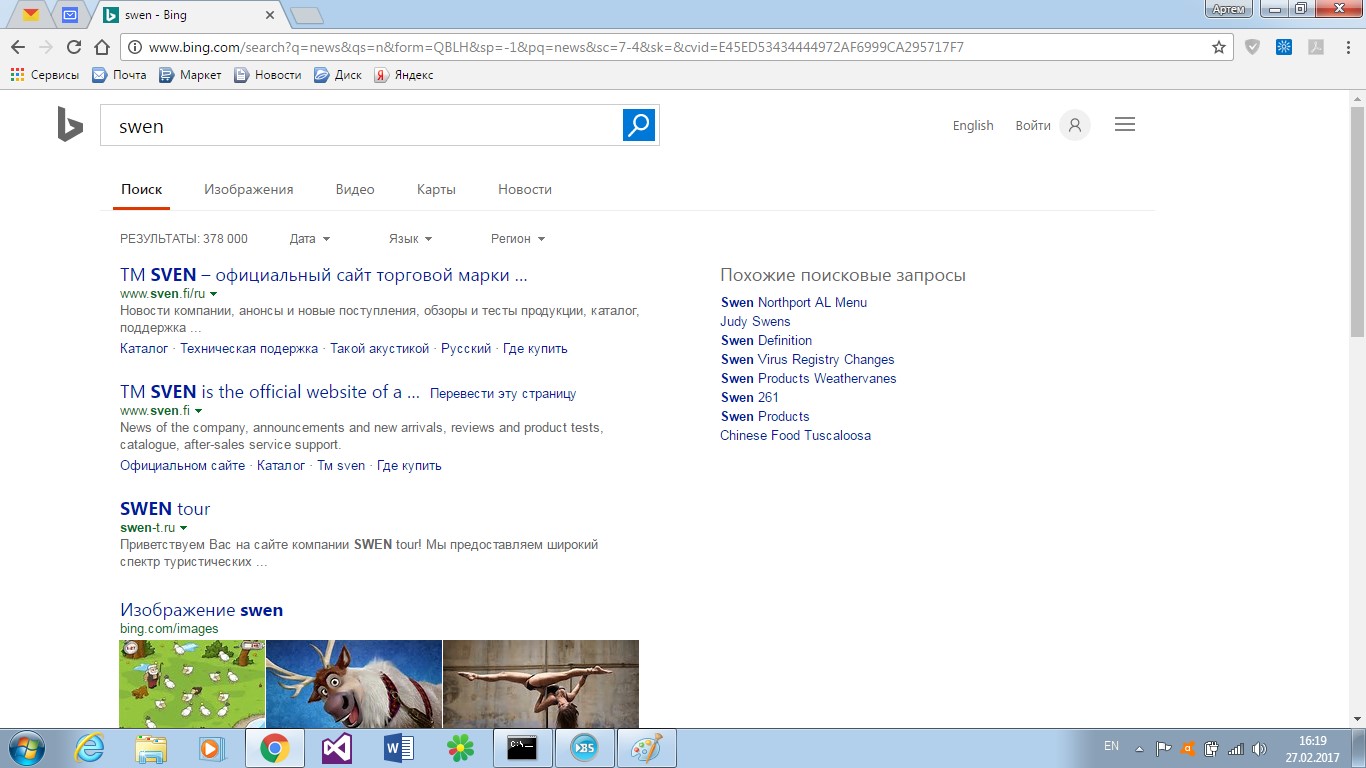 swen - Bing
Артем
www.bing.com/search?q=news&qs=n&form=QBLH&sp=-1&pq=news&sc=7-4&sk=&cvid=E45ED53434444972AF6999CA295717F7
Сервисы Почта Маркет Новости Диск Яндекс
swen
English Войти
Поиск Изображения Видео Карты Новости
РЕЗУЛЬТАТЫ: 378 000 Дата Язык Регион
TM SVEN – официальный сайт торговой марки ...
www.sven.fi/ru
Новости компании, анонсы и новые поступления, обзоры и тесты продукции, каталог,
поддержка ...
Каталог · Техническая подержка · Такой акустикой · Русский · Где купить
TM SVEN is the official website of a ... Перевести эту страницу
www.sven.fi
News of the company, announcements and new arrivals, reviews and product tests,
catalogue, after-sales service support.
Официальном сайте · Каталог · Тм sven · Где купить
SWEN tour
swen-t.ru
Приветствуем Вас на сайте компании SWEN tour! Мы предоставляем широкий
спектр туристических ...
Изображение swen
bing.com/images
Похожие поисковые запросы
Swen Northport AL Menu
Judy Swens
Swen Definition
Swen Virus Registry Changes
Swen Products Weathervanes
Swen 261
Swen Products
Chinese Food Tuscaloosa
C:\
BS
EN
16:19
27.02.2017